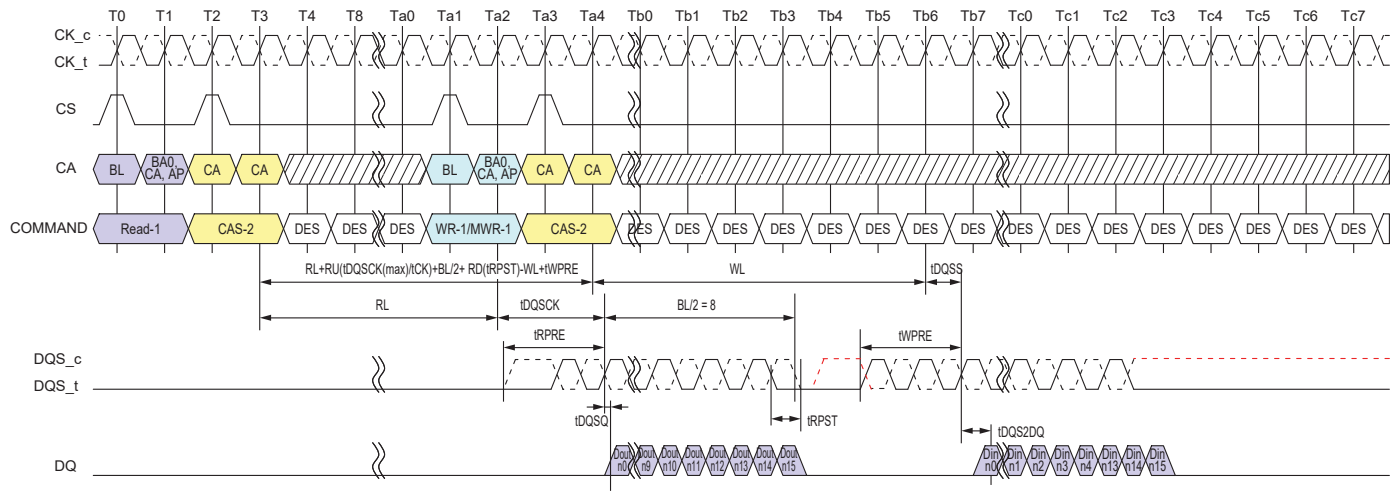 T0 T1 T2 T3 T4 T8 Ta0 Ta1 Ta2 Ta3 Ta4 Tb0 Tb1 Tb2 Tb3 Tb4 Tb5 Tb6 Tb7 Tc0 Tc1 Tc2 Tc3 Tc4 Tc5 Tc6 Tc7
CK_c
CK_t
CS
CA BL BA0, CA, AP CA CA BL BA0, CA, AP CA CA
COMMAND Read-1 CAS-2 DES DES DES WR-1/MWR-1 CAS-2 DES DES DES DES DES DES DES DES DES DES DES DES DES DES DES DES
RL+RU(tDQSCK(max)/tCK)+BL/2+ RD(tRPST)-WL+tWPRE WL tDQSS
RL tDQSCK BL/2 = 8
tRPRE tWPRE
DQS_c
DQS_t
tDQSQ tRPST
tDQS2DQ
DQ Dout n0 Dout n9 Dout n10 Dout n11 Dout n12 Dout n13 Dout n14 Dout n15 Din n0 Din n1 Din n2 Din n3 Din n4 Din n13 Din n14 Din n15